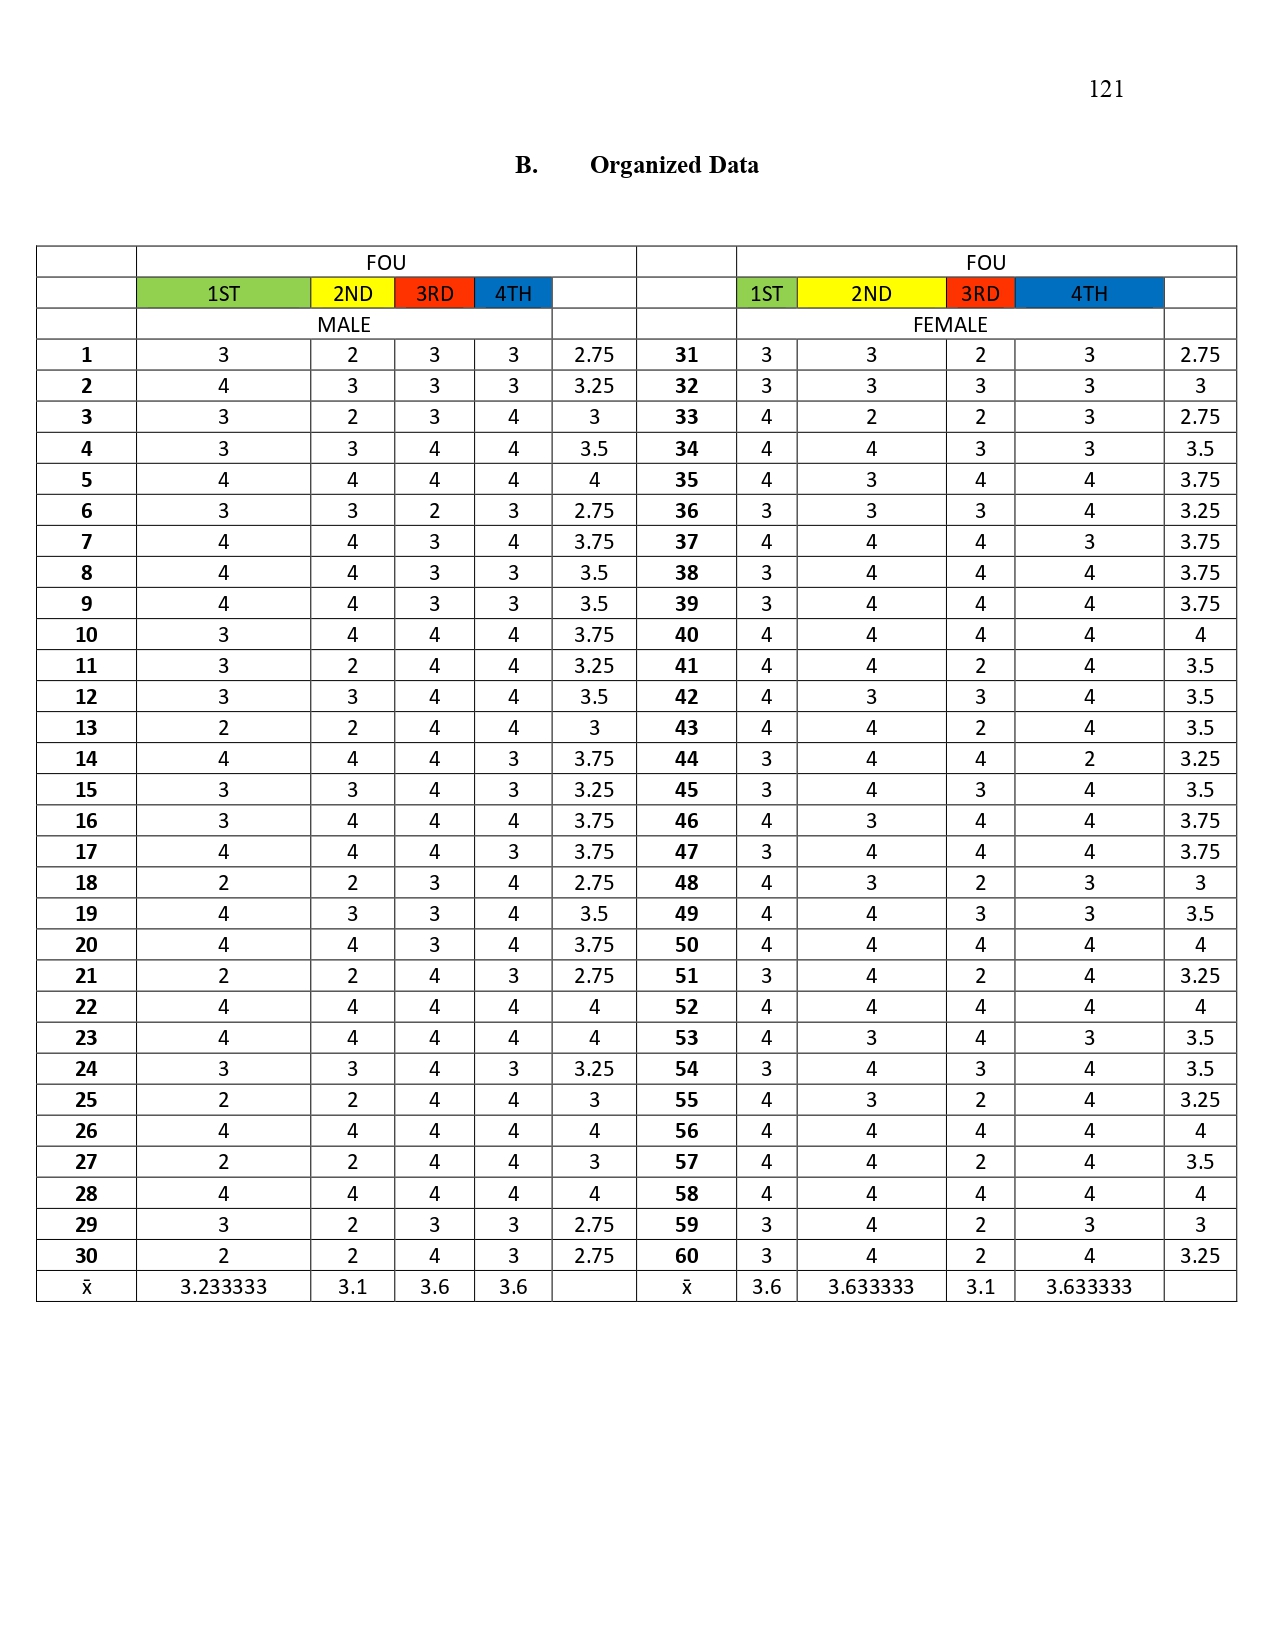 121
B. Organized Data
FOU FOU
1ST 2ND 3RD 4TH 1ST 2ND 3RD 4TH
MALE FEMALE
1 3 2 3 3 2.75 31 3 3 2 3 2.75
2 4 3 3 3 3.25 32 3 3 3 3 3
3 3 2 3 4 3 33 4 2 2 3 2.75
4 3 3 4 4 3.5 34 4 4 3 3 3.5
5 4 4 4 4 4 35 4 3 4 4 3.75
6 3 3 2 3 2.75 36 3 3 3 4 3.25
7 4 4 3 4 3.75 37 4 4 4 3 3.75
8 4 4 3 3 3.5 38 3 4 4 4 3.75
9 4 4 3 3 3.5 39 3 4 4 4 3.75
10 3 4 4 4 3.75 40 4 4 4 4 4
11 3 2 4 4 3.25 41 4 4 2 4 3.5
12 3 3 4 4 3.5 42 4 3 3 4 3.5
13 2 2 4 4 3 43 4 4 2 4 3.5
14 4 4 4 3 3.75 44 3 4 4 2 3.25
15 3 3 4 3 3.25 45 3 4 3 4 3.5
16 3 4 4 4 3.75 46 4 3 4 4 3.75
17 4 4 4 3 3.75 47 3 4 4 4 3.75
18 2 2 3 4 2.75 48 4 3 2 3 3
19 4 3 3 4 3.5 49 4 4 3 3 3.5
20 4 4 3 4 3.75 50 4 4 4 4 4
21 2 2 4 3 2.75 51 3 4 2 4 3.25
22 4 4 4 4 4 52 4 4 4 4 4
23 4 4 4 4 4 53 4 3 4 3 3.5
24 3 3 4 3 3.25 54 3 4 3 4 3.5
25 2 2 4 4 3 55 4 3 2 4 3.25
26 4 4 4 4 4 56 4 4 4 4 4
27 2 2 4 4 3 57 4 4 2 4 3.5
28 4 4 4 4 4 58 4 4 4 4 4
29 3 2 3 3 2.75 59 3 4 2 3 3
30 2 2 4 3 2.75 60 3 4 2 4 3.25
x̄ 3.233333 3.1 3.6 3.6 x̄ 3.6 3.633333 3.1 3.633333